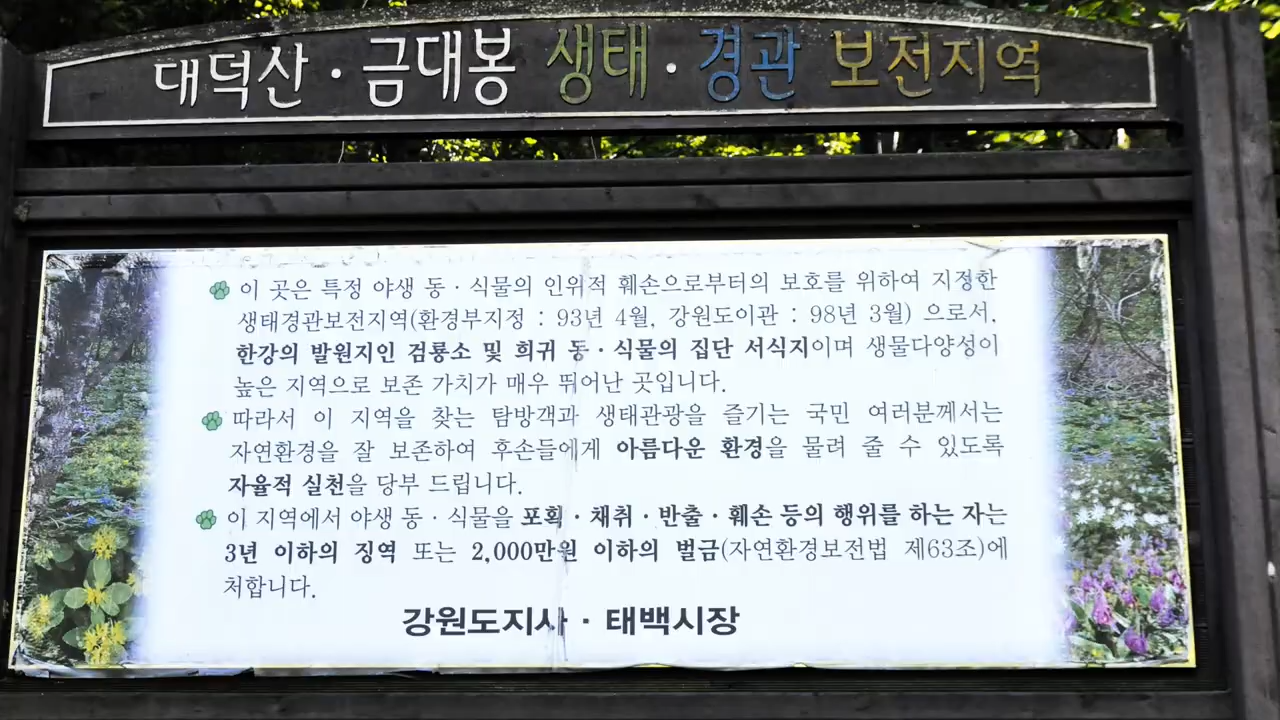 대덕산·금대봉 생태·경관 보전지역
이 곳은 특정 야생 동·식물의 인위적 훼손으로부터의 보호를 위하여 지정한
생태경관보전지역(환경부지정 : 93년 4월, 강원도이관 : 98년 3월) 으로서,
한강의 발원지인 검룡소 및 희귀 동·식물의 집단 서식지이며 생물다양성이
높은 지역으로 보존 가치가 매우 뛰어난 곳입니다.
따라서 이 지역을 찾는 탐방객과 생태관광을 즐기는 국민 여러분께서는
자연환경을 잘 보존하여 후손들에게 아름다운 환경을 물려 줄 수 있도록
자율적 실천을 당부 드립니다.
이 지역에서 야생 동·식물을 포획·채취·반출·훼손 등의 행위를 하는 자는
3년 이하의 징역 또는 2,000만원 이하의 벌금(자연환경보전법 제63조)에
처합니다.
강원도지사·태백시장